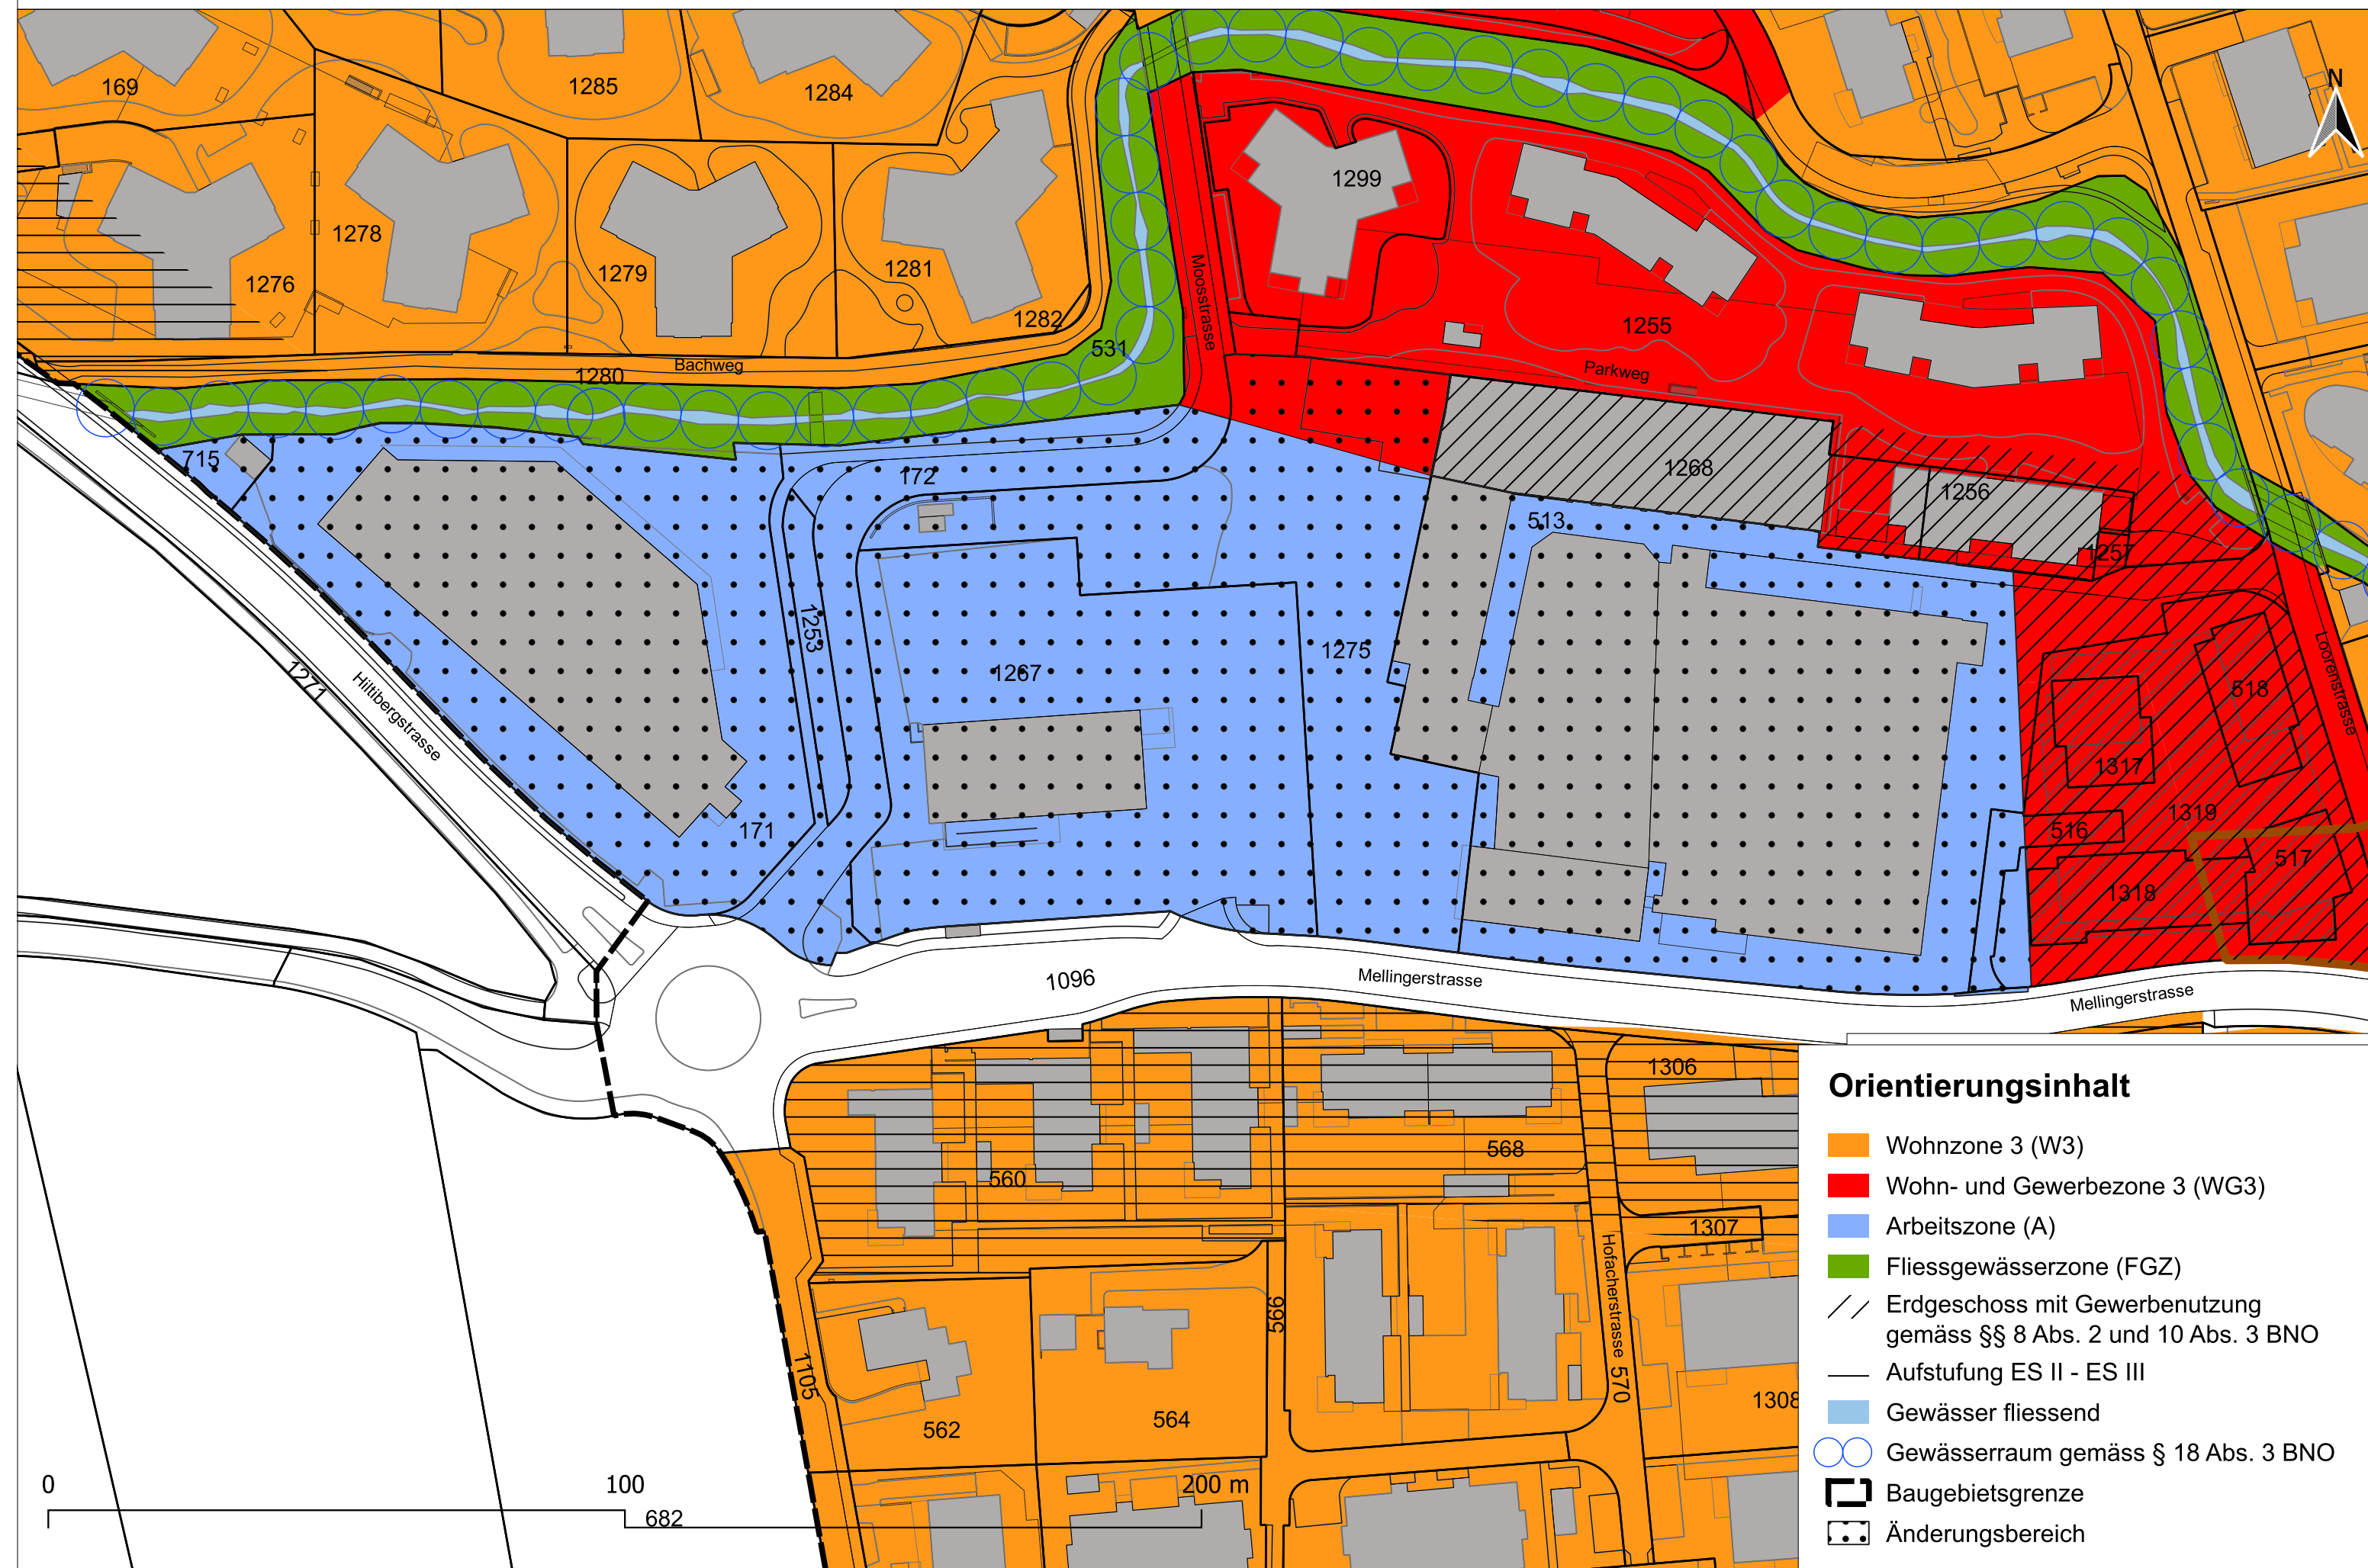 169
1285
1284
N
1299
1278
1276
1279
1281
1282
Moosstrasse
1255
Bachweg
1280
531
Parkweg
715
172
1268
1256
513
1257
1253
1267
1275
1271
Hiltibergstrasse
518
Loorenstrasse
1317
171
516
1319
517
1318
1096
Mellingerstrasse
Mellingerstrasse
560
568
1306
1307
Hofacherstrasse
566
570
1105
562
564
1308
0
100
200 m
682
Orientierungsinhalt
Wohnzone 3 (W3)
Wohn- und Gewerbezone 3 (WG3)
Arbeitszone (A)
Fliessgewässerzone (FGZ)
Erdgeschoss mit Gewerbenutzung
gemäss §§ 8 Abs. 2 und 10 Abs. 3 BNO
Aufstufung ES II - ES III
Gewässer fliessend
Gewässerraum gemäss § 18 Abs. 3 BNO
Baugebietsgrenze
Änderungsbereich